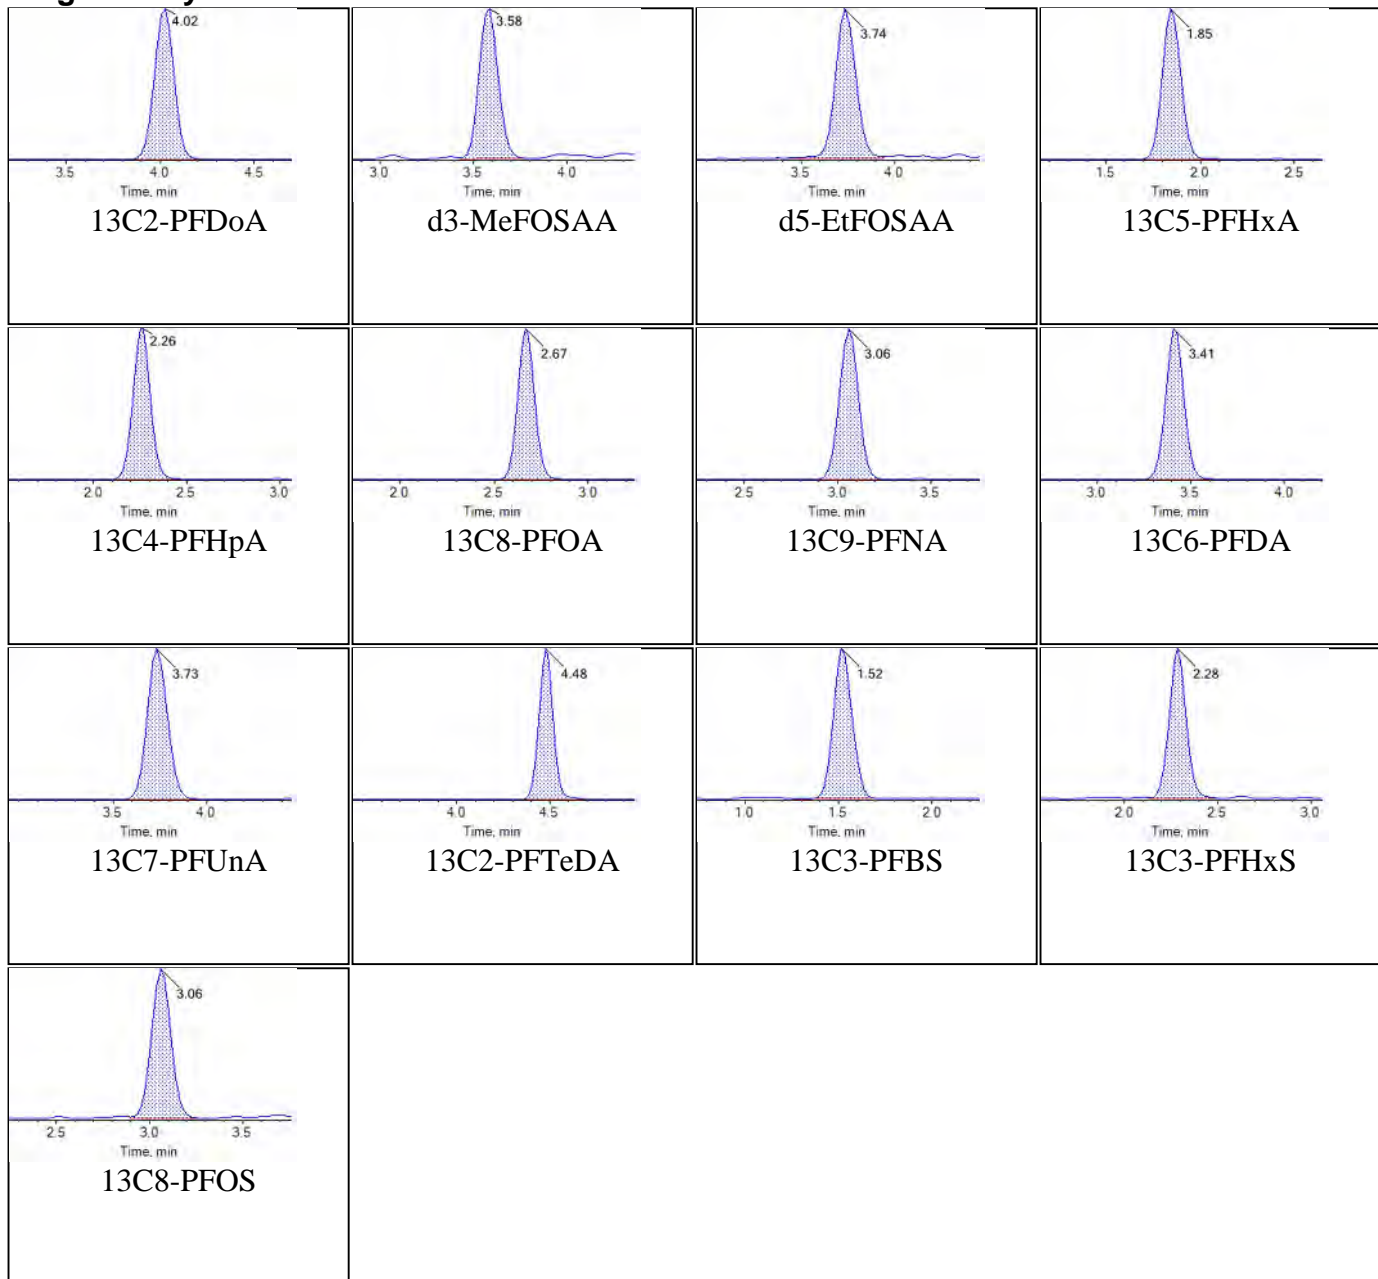 4.02
3.5 4.0 4.5
Time, min
13C2-PFDoA
3.58
3.0 3.5 4.0
Time, min
d3-MeFOSAA
3.74
3.5 4.0
Time, min
d5-EtFOSAA
1.85
1.5 2.0 2.5
Time, min
13C5-PFHxA
2.26
2.0 2.5 3.0
Time, min
13C4-PFHpA
2.67
2.0 2.5 3.0
Time, min
13C8-PFOA
3.06
2.5 3.0 3.5
Time, min
13C9-PFNA
3.41
3.0 3.5 4.0
Time, min
13C6-PFDA
3.73
3.5 4.0
Time, min
13C7-PFUnA
4.48
4.0 4.5
Time, min
13C2-PFTeDA
1.52
1.0 1.5 2.0
Time, min
13C3-PFBS
2.28
2.0 2.5 3.0
Time, min
13C3-PFHxS
3.06
2.5 3.0 3.5
Time, min
13C8-PFOS